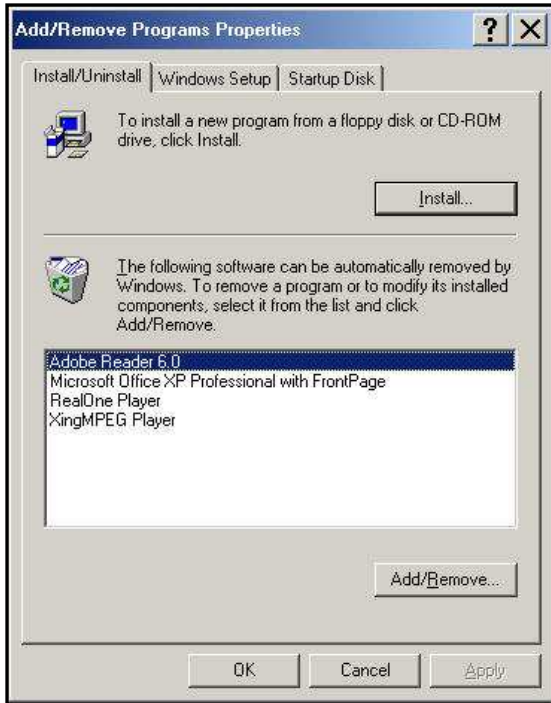 Add/Remove Programs Properties
Install/Uninstall
Windows Setup
Startup Disk
To install a new program from a floppy disk or CD-ROM
drive, click Install.
Install...
The following software can be automatically removed by
Windows. To remove a program or to modify its installed
components, select it from the list and click
Add/Remove.
Adobe Reader 6.0
Microsoft Office XP Professional with FrontPage
RealOne Player
XingMPEG Player
Add/Remove...
OK
Cancel
Apply